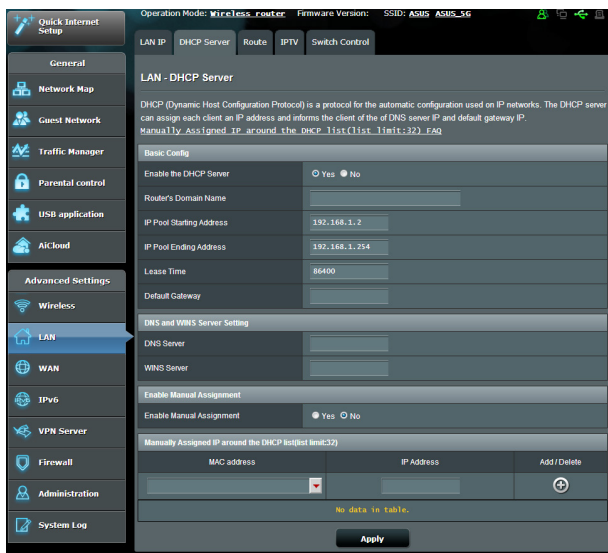 Operation Mode: Wireless router Firmware Version: SSID: ASUS ASUS_5G
Quick Internet
Setup
LAN IP DHCP Server Route IPTV Switch Control
General
Network Map
Guest Network
Traffic Manager
Parental control
USB application
AiCloud
Advanced Settings
Wireless
LAN
WAN
IPv6
VPN Server
Firewall
Administration
System Log
LAN - DHCP Server
DHCP (Dynamic Host Configuration Protocol) is a protocol for the automatic configuration used on IP networks. The DHCP server
can assign each client an IP address and informs the client of the of DNS server IP and default gateway IP.
Manually Assigned IP around the DHCP list(list limit:32) FAQ
Basic Config
Enable the DHCP Server Yes No
Router's Domain Name
IP Pool Starting Address 192.168.1.2
IP Pool Ending Address 192.168.1.254
Lease Time 86400
Default Gateway
DNS and WINS Server Setting
DNS Server
WINS Server
Enable Manual Assignment
Enable Manual Assignment Yes No
Manually Assigned IP around the DHCP list(list limit:32)
MAC address IP Address Add / Delete
No data in table.
Apply